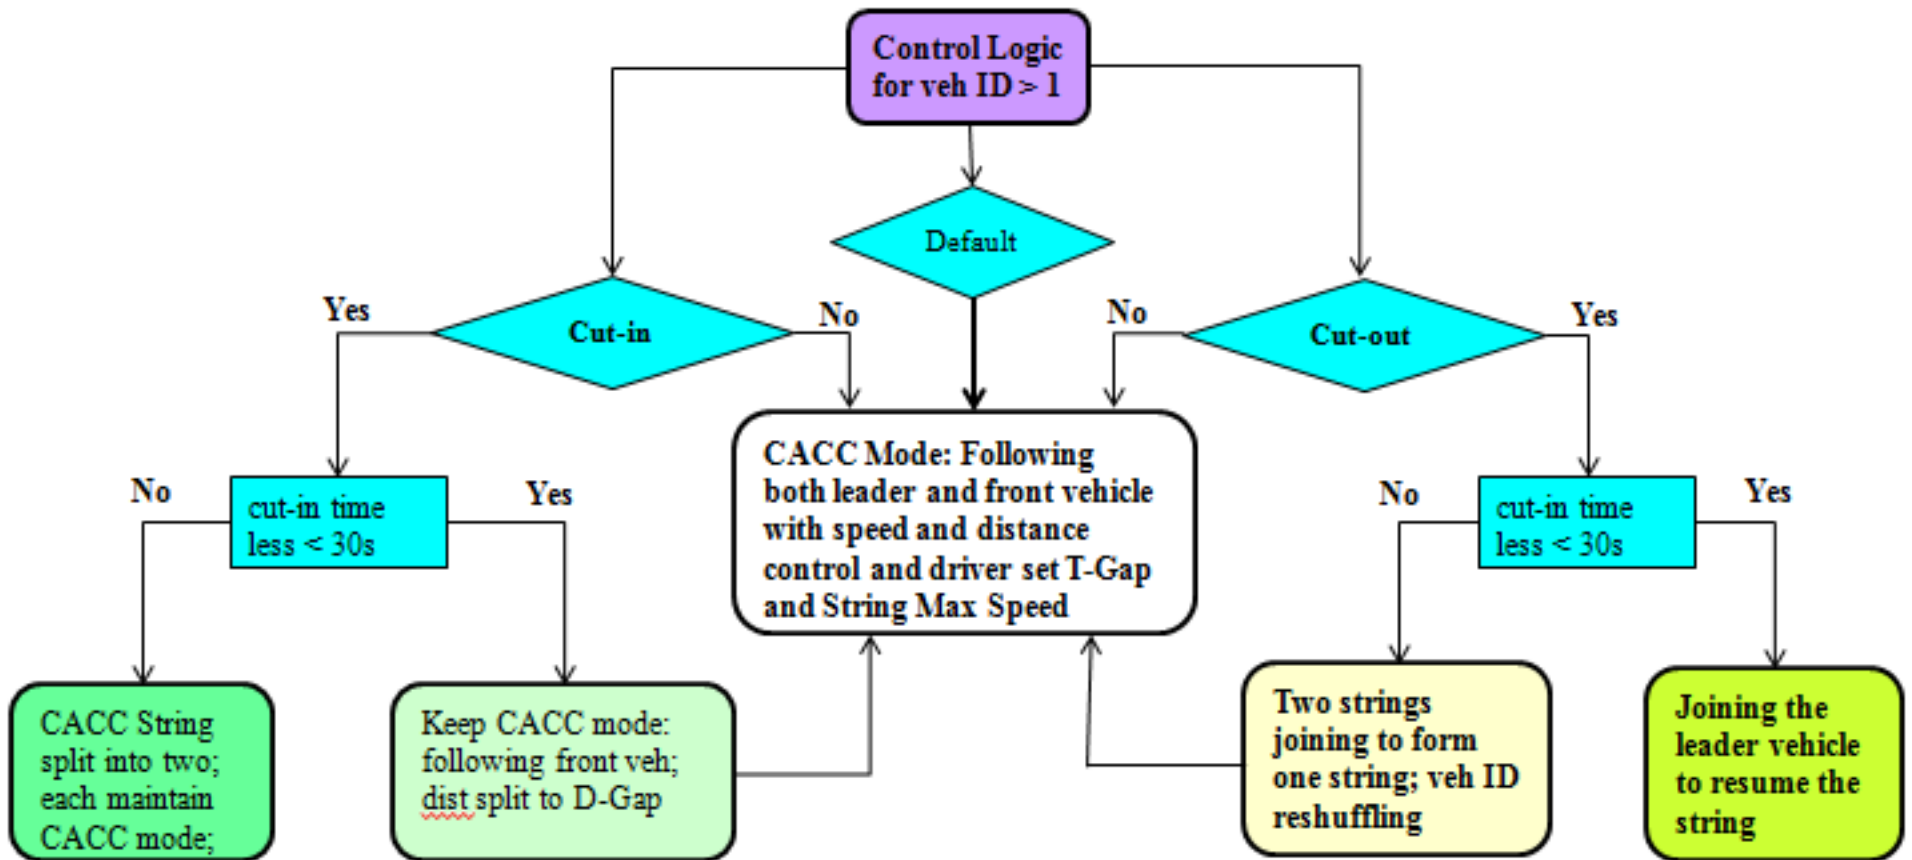 Control Logic
for veh ID > 1
Default
Yes
Cut-in
No
No
Cut-out
Yes
CACC Mode: Following
both leader and front vehicle
with speed and distance
control and driver set T-Gap
and String Max Speed
No
cut-in time
less < 30s
Yes
No
cut-in time
less < 30s
Yes
CACC String
split into two;
each maintain
CACC mode;
Keep CACC mode:
following front veh;
dist split to D-Gap
Two strings
joining to form
one string; veh ID
reshuffling
Joining the
leader vehicle
to resume the
string